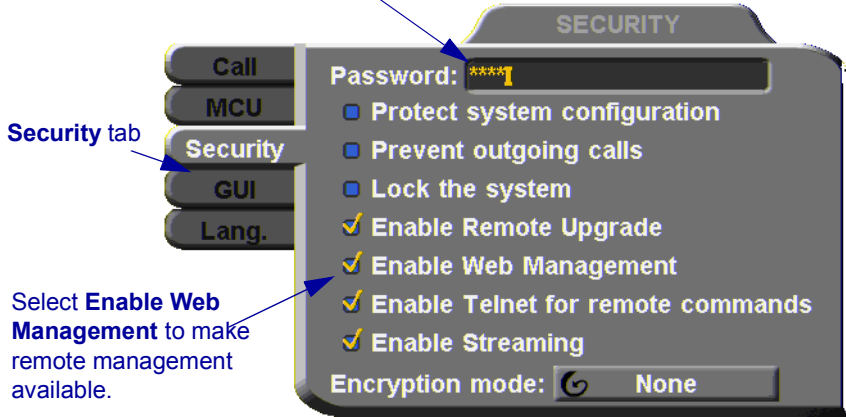 SECURITY
Call
MCU
Security
GUI
Lang.
Security tab
Select Enable Web
Management to make
remote management
available.
Password: ****
Protect system configuration
Prevent outgoing calls
Lock the system
Enable Remote Upgrade
Enable Web Management
Enable Telnet for remote commands
Enable Streaming
Encryption mode: None